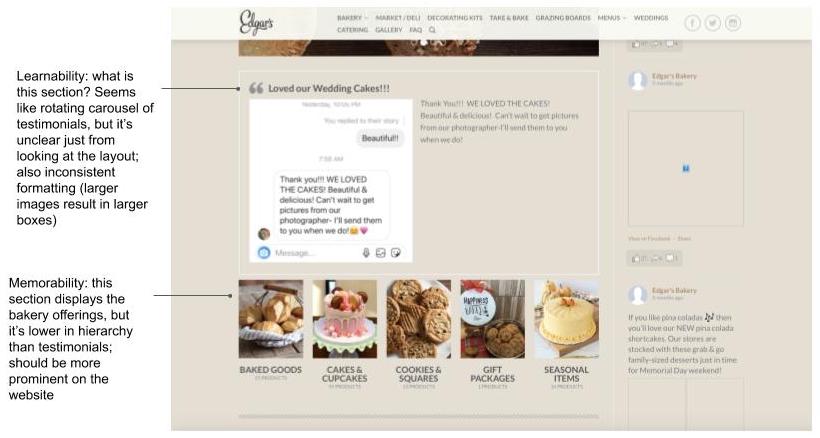 Learnability: what is
this section? Seems
like rotating carousel of
testimonials, but it's
unclear just from
looking at the layout;
also inconsistent
formatting (larger
images result in larger
boxes)
Memorability: this
section displays the
bakery offerings, but
it's lower in hierarchy
than testimonials;
should be more
prominent on the
website
Edgar's
BAKERY MARKET / DELI DECORATING KITS TAKE & BAKE GRAZING BOARDS MENUS WEDDINGS
CATERING GALLERY FAQ
Loved our Wedding Cakes!!!
Yesterday, 10:05 PM
You replied to their story
Beautiful!!
7:58 AM
Thank you!!! WE LOVED
THE CAKES! Beautiful &
delicious! Can't wait to get
pictures from our
photographer- I'll send them
to you when we do!😊💗
Message...
Thank You!!! WE LOVED THE CAKES!
Beautiful & delicious! Can't wait to get pictures
from our photographer-I'll send them to you
when we do!
HAPPINESS
BAKED GOODS
PRODUCTS
CAKES &
CUPCAKES
PRODUCTS
COOKIES &
SQUARES
PRODUCTS
GIFT
PACKAGES
PRODUCTS
SEASONAL
ITEMS
PRODUCTS
Edgar's Bakery
months ago
View on Facebook · Share
Edgar's Bakery
months ago
If you like pina coladas 🎶 then
you'll love our NEW pina colada
shortcakes. Our stores are
stocked with these grab & go
family-sized desserts just in time
for Memorial Day weekend!